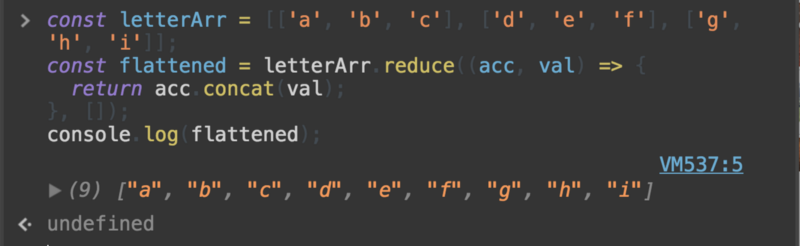 > const letterArr = [['a', 'b', 'c'], ['d', 'e', 'f'], ['g',
'h', 'i']];
const flattened = letterArr.reduce((acc, val) => {
  return acc.concat(val);
}, []);
console.log(flattened);
VM537:5
▶ (9) ["a", "b", "c", "d", "e", "f", "g", "h", "i"]
undefined